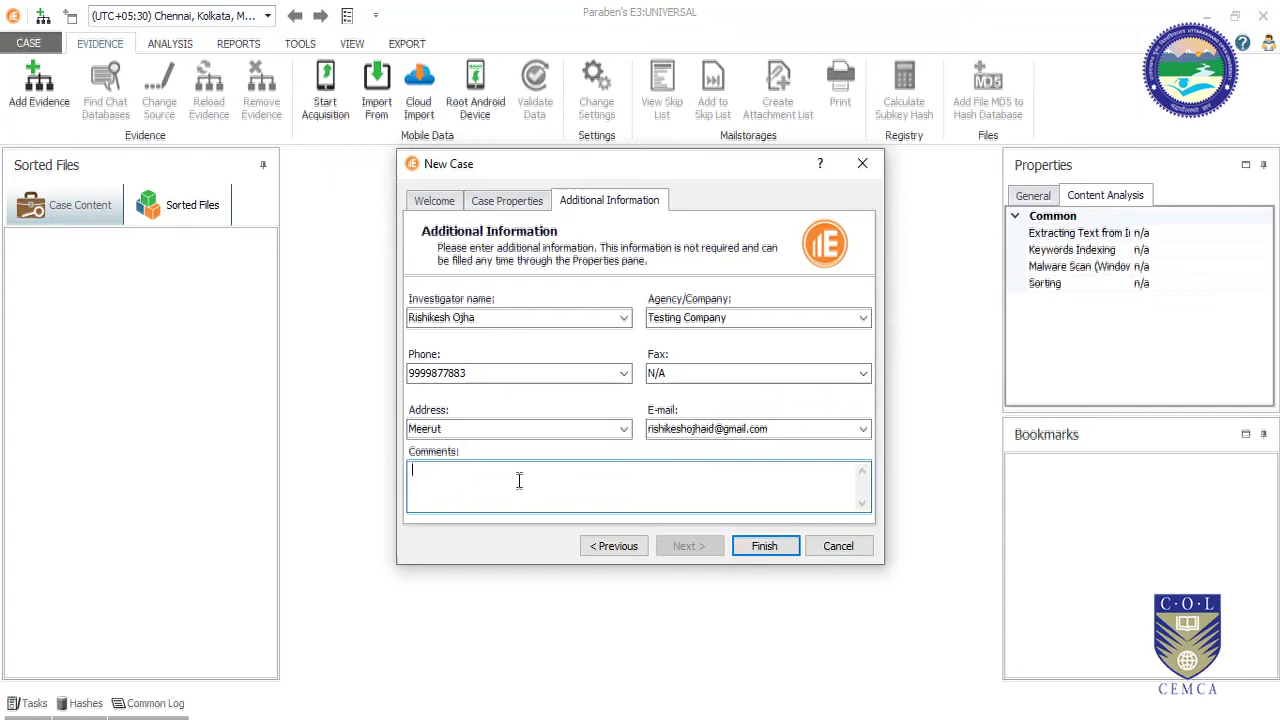 (UTC+05:30) Chennai, Kolkata, M...
Paraben's E3:UNIVERSAL
CASE
EVIDENCE
ANALYSIS
REPORTS
TOOLS
VIEW
EXPORT
Add Evidence
Find Chat Databases
Change Source
Reload Evidence
Remove Evidence
Start Acquisition
Import From
Cloud Import
Root Android Device
Validate Data
Change Settings
View Skip List
Add to Skip List
Create Attachment List
Print
Calculate Subkey Hash
MD5
Add File MD5 to Hash Database
Evidence
Mobile Data
Settings
Mailstorages
Registry
Files
Sorted Files
Case Content
Sorted Files
New Case
?
Welcome
Case Properties
Additional Information
Additional Information
Please enter additional information. This information is not required and can
be filled any time through the Properties pane.
Investigator name:
Agency/Company:
Rishikesh Ojha
Testing Company
Phone:
Fax:
9999877883
N/A
Address:
E-mail:
Meerut
rishikeshojhaid@gmail.com
Comments:
< Previous
Next >
Finish
Cancel
Properties
General
Content Analysis
Common
Extracting Text from I n/a
Keywords Indexing n/a
Malware Scan (Window n/a
Sorting n/a
Bookmarks
C·O·L
CEMCA
Tasks
Hashes
Common Log